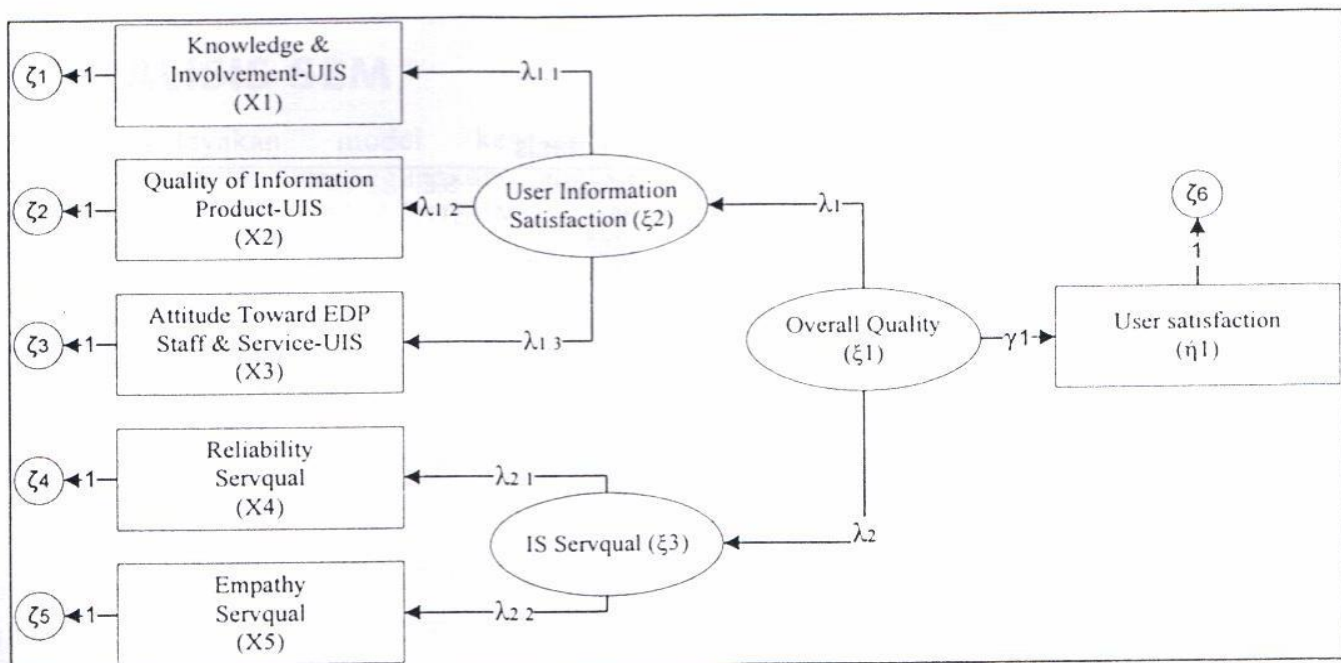 Knowledge &
Involvement-UIS
(X1)
ζ1
1
λ1 1
Quality of Information
Product-UIS
(X2)
ζ2
1
λ1 2
User Information
Satisfaction (ξ2)
λ1
ζ6
1
Attitude Toward EDP
Staff & Service-UIS
(X3)
ζ3
1
λ1 3
Overall Quality
(ξ1)
γ1
User satisfaction
(ή1)
Reliability
Servqual
(X4)
ζ4
1
λ2 1
IS Servqual (ξ3)
λ2
Empathy
Servqual
(X5)
ζ5
1
λ2 2
model